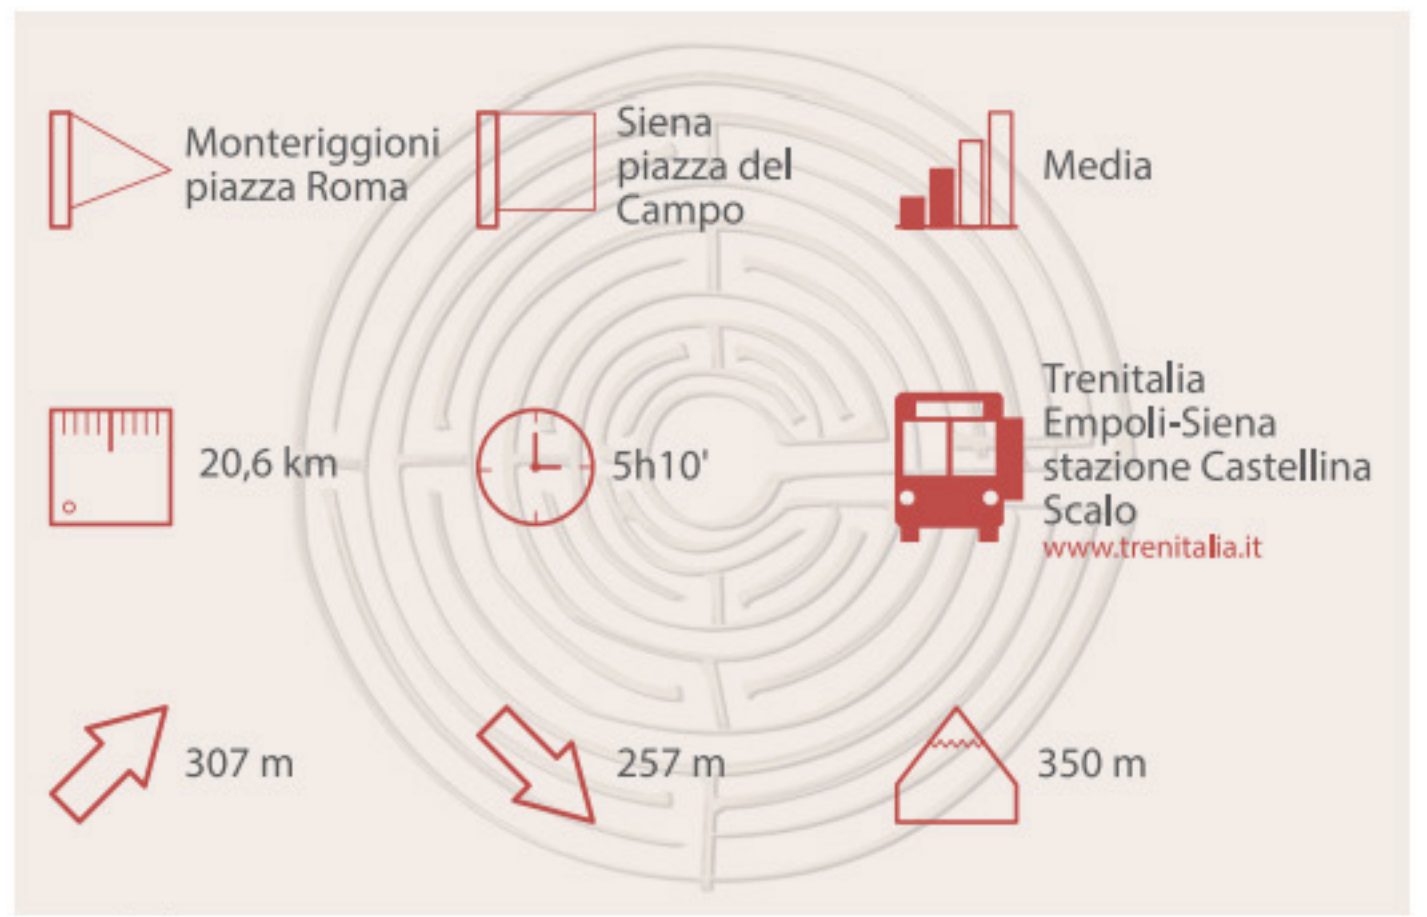 Monteriggioni
piazza Roma
Siena
piazza del
Campo
Media
20,6 km
5h10'
Trenitalia
Empoli-Siena
stazione Castellina
Scalo
www.trenitalia.it
307 m
257 m
350 m